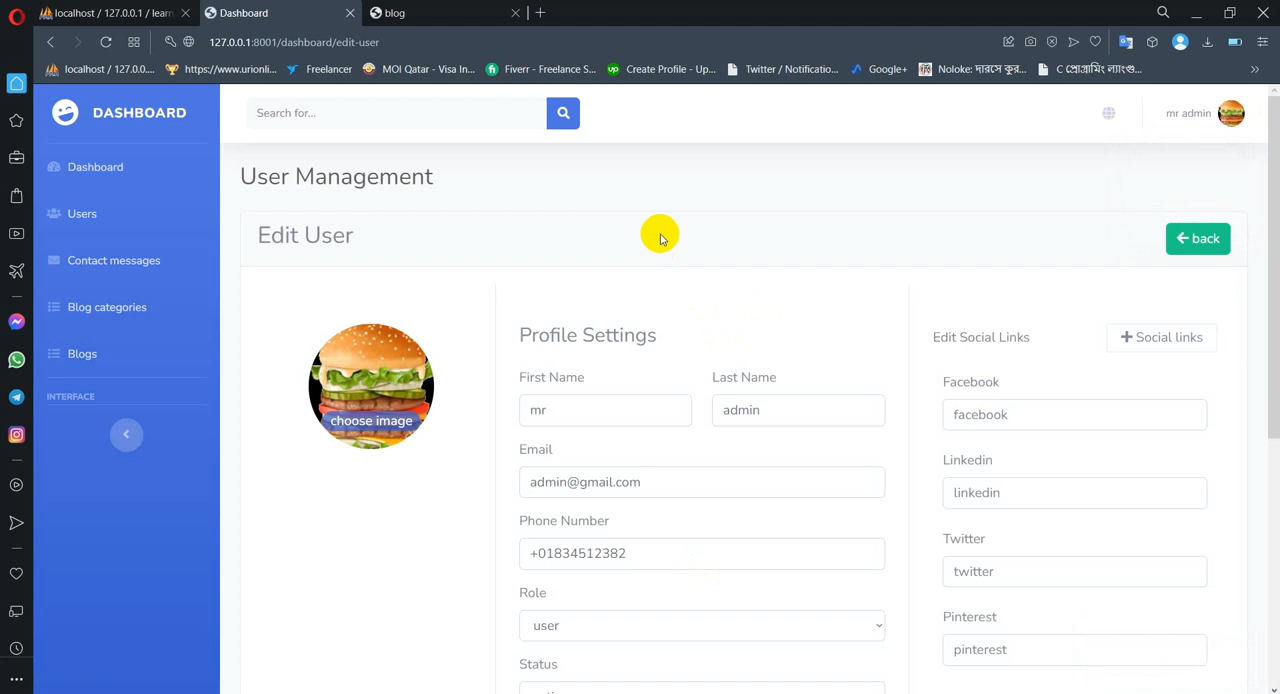 localhost / 127.0.0.1 / learn
Dashboard
blog
127.0.0.1:8001/dashboard/edit-user
localhost / 127.0.0....
https://www.urionli...
Freelancer
MOI Qatar - Visa In...
Fiverr - Freelance S...
Create Profile - Up...
Twitter / Notificatio...
Google+
Noloke: দারসে কুর...
C প্রোগ্রামিং ল্যাংগু...
DASHBOARD
Search for...
mr admin
Dashboard
Users
Contact messages
Blog categories
Blogs
INTERFACE
User Management
Edit User
back
choose image
Profile Settings
First Name
Last Name
mr
admin
Email
admin@gmail.com
Phone Number
+01834512382
Role
user
Status
Edit Social Links
Social links
Facebook
facebook
Linkedin
linkedin
Twitter
twitter
Pinterest
pinterest